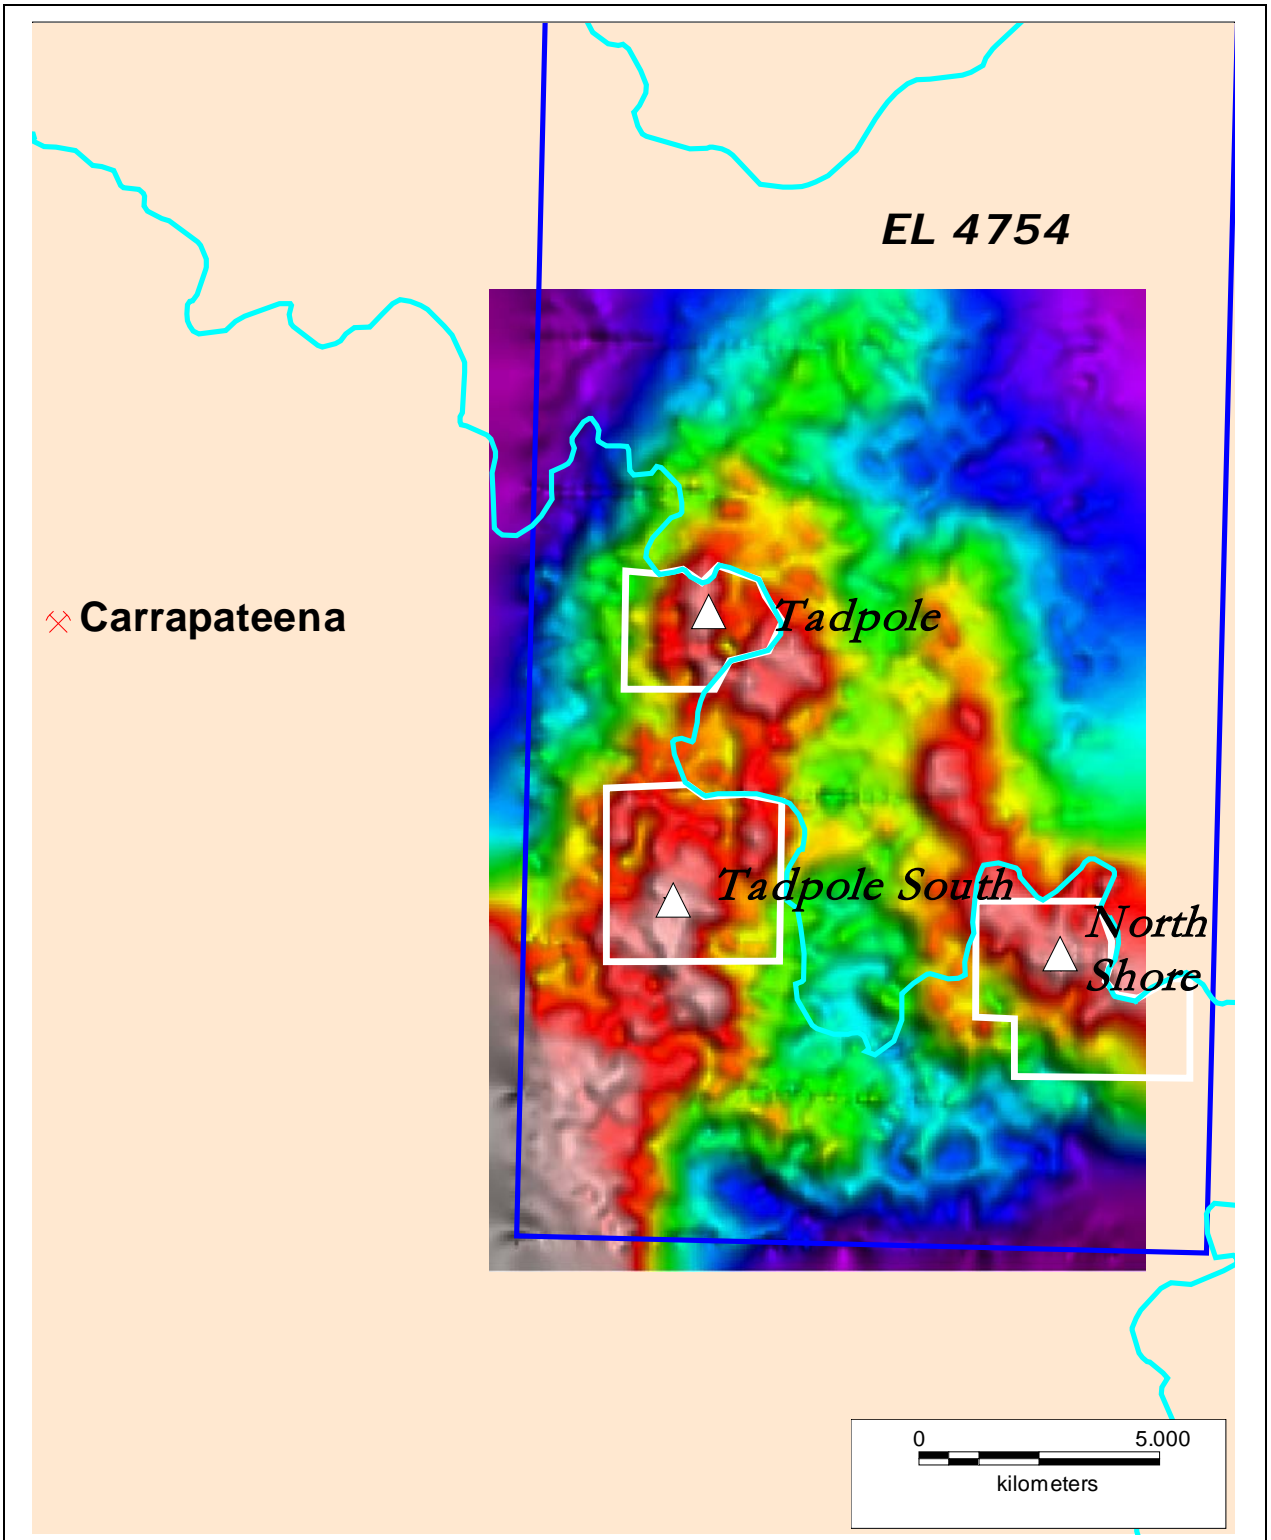 EL 4754
Carrapateena
Tadpole
Tadpole South
North
Shore
0 5.000
kilometers